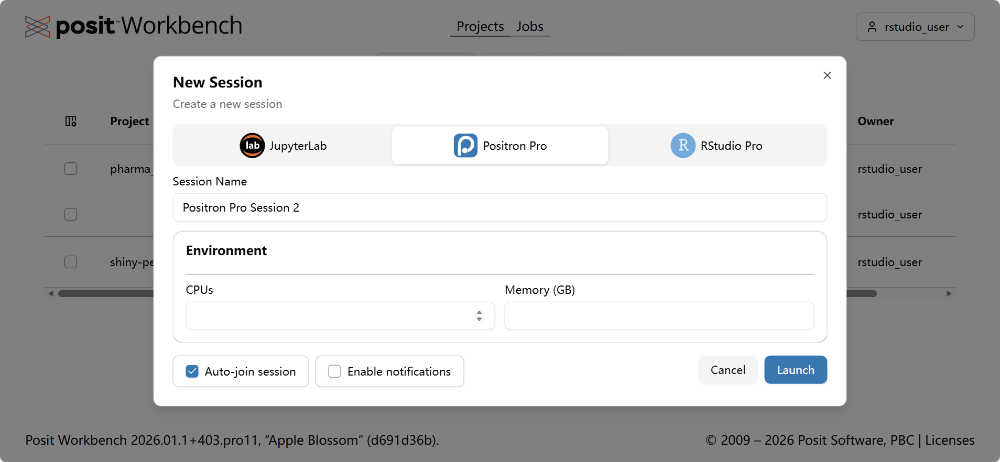 posit™ Workbench
Projects Jobs
rstudio_user
New Session
Create a new session
lab JupyterLab
Positron Pro
R RStudio Pro
Session Name
Positron Pro Session 2
Environment
CPUs
Memory (GB)
Auto-join session
Enable notifications
Cancel
Launch
Project
Owner
pharma_
rstudio_user
rstudio_user
shiny-pe
rstudio_user
Posit Workbench 2026.01.1+403.pro11, “Apple Blossom” (d691d36b).
© 2009 – 2026 Posit Software, PBC | Licenses